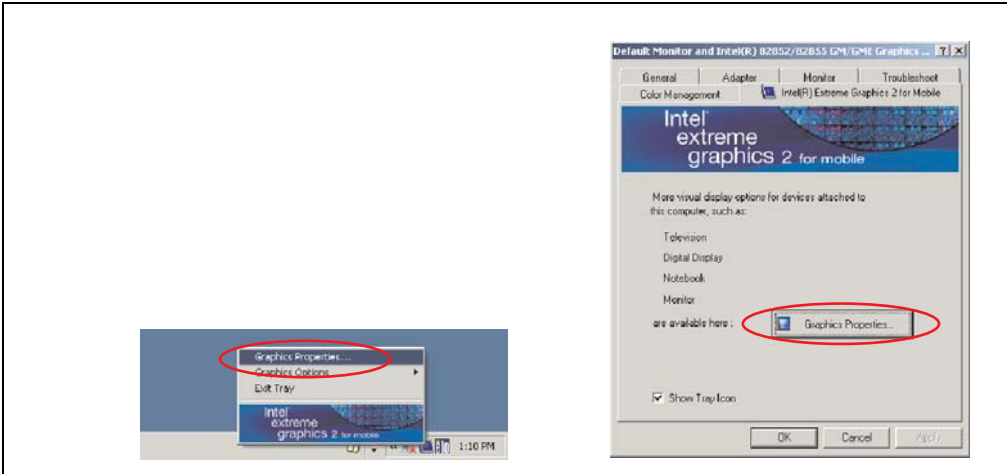 Graphics Properties...
Graphics Options
Exit Tray
intel
extreme
graphics 2 for mobile
1:10 PM
Default Monitor and Intel(R) 82852/82855 GM/GME Graphics ...
General Adapter Monitor Troubleshoot
Color Management Intel(R) Extreme Graphics 2 for Mobile
Intel
extreme
graphics 2 for mobile
More visual display options for devices attached to
this computer, such as:
Television
Digital Display
Notebook
Monitor
are available here :
Graphics Properties...
Show Tray Icon
OK Cancel Apply